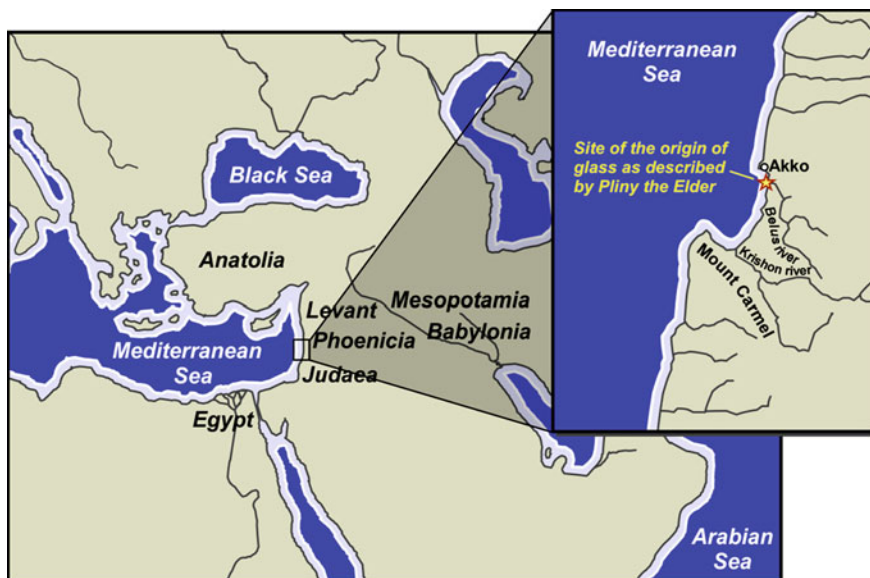 Black Sea
Anatolia
Levant
Phoenicia
Mesopotamia
Babylonia
Mediterranean
Sea
Judaea
Egypt
Arabian
Sea
Mediterranean
Sea
Site of the origin of
glass as described
by Pliny the Elder
Akko
Belus river
Krishon river
Mount Carmel